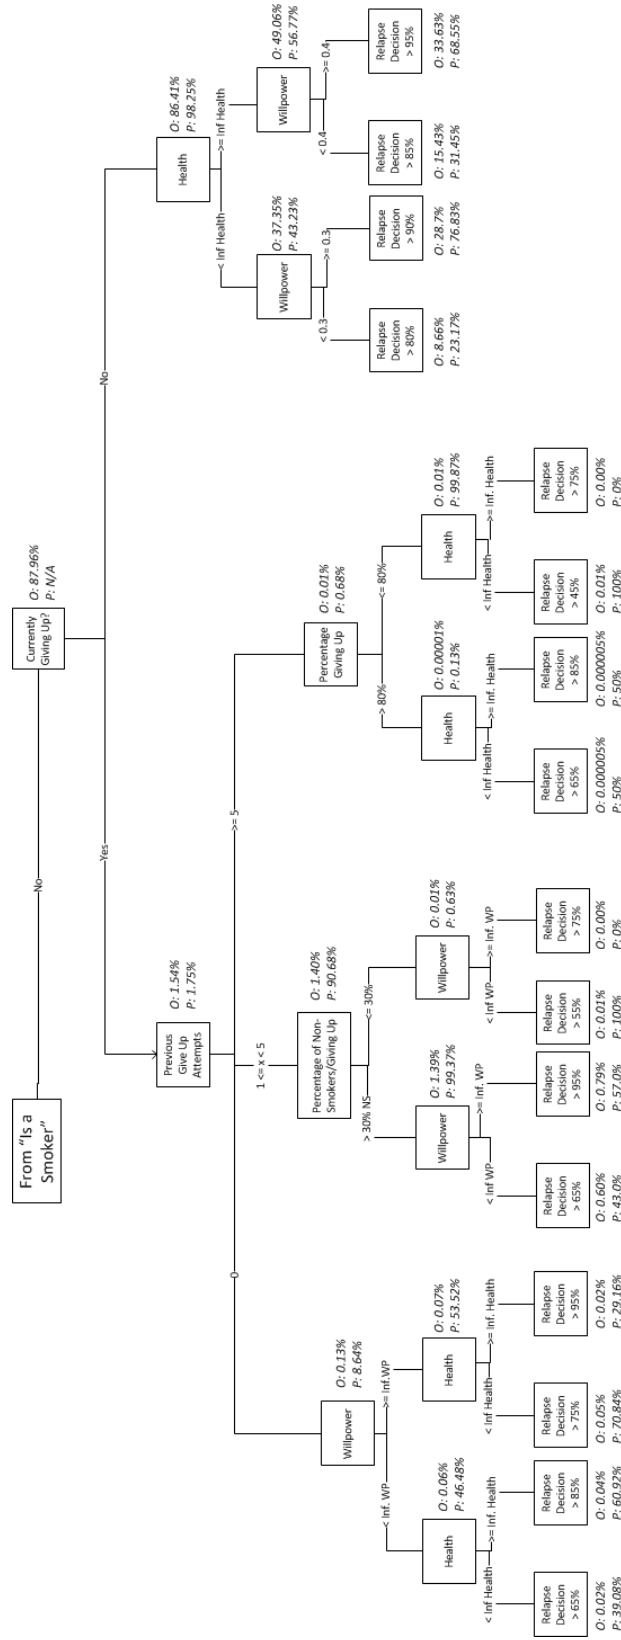 From "Is a
Smoker"
No
Currently
Giving Up?
O: 87.96%
P: N/A
Yes
No
Previous
Give Up
Attempts
O: 1.54%
P: 1.75%
Health
O: 86.41%
P: 98.25%
0
1 <= x < 5
>= 5
< Inf Health
>= Inf Health
Willpower
O: 0.13%
P: 8.64%
Percentage of Non-
Smokers/Giving Up
O: 1.40%
P: 90.68%
Percentage
Giving Up
O: 0.01%
P: 0.68%
Willpower
O: 37.35%
P: 43.23%
Willpower
O: 49.06%
P: 56.77%
< Inf. WP
>= Inf.WP
> 30% NS
<= 30%
> 80%
<= 80%
< 0.3
>= 0.3
< 0.4
>= 0.4
Health
O: 0.06%
P: 46.48%
Health
O: 0.07%
P: 53.52%
Willpower
O: 1.39%
P: 99.37%
Willpower
O: 0.01%
P: 0.63%
Health
O: 0.00001%
P: 0.13%
Health
O: 0.01%
P: 99.87%
Relapse
Decision
> 80%
O: 8.66%
P: 23.17%
Relapse
Decision
> 90%
O: 28.7%
P: 76.83%
Relapse
Decision
> 85%
O: 15.43%
P: 31.45%
Relapse
Decision
> 95%
O: 33.63%
P: 68.55%
< Inf Health
>= Inf. Health
< Inf Health
>= Inf. Health
< Inf WP
>= Inf. WP
< Inf WP
>= Inf. WP
< Inf Health
>= Inf. Health
< Inf Health
>= Inf. Health
Relapse
Decision
> 65%
O: 0.02%
P: 39.08%
Relapse
Decision
> 85%
O: 0.04%
P: 60.92%
Relapse
Decision
> 75%
O: 0.05%
P: 70.84%
Relapse
Decision
> 95%
O: 0.02%
P: 29.16%
Relapse
Decision
> 65%
O: 0.60%
P: 43.0%
Relapse
Decision
> 95%
O: 0.79%
P: 57.0%
Relapse
Decision
> 55%
O: 0.01%
P: 100%
Relapse
Decision
> 75%
O: 0.00%
P: 0%
Relapse
Decision
> 65%
O: 0.000005%
P: 50%
Relapse
Decision
> 85%
O: 0.000005%
P: 50%
Relapse
Decision
> 45%
O: 0.01%
P: 100%
Relapse
Decision
> 75%
O: 0.00%
P: 0%